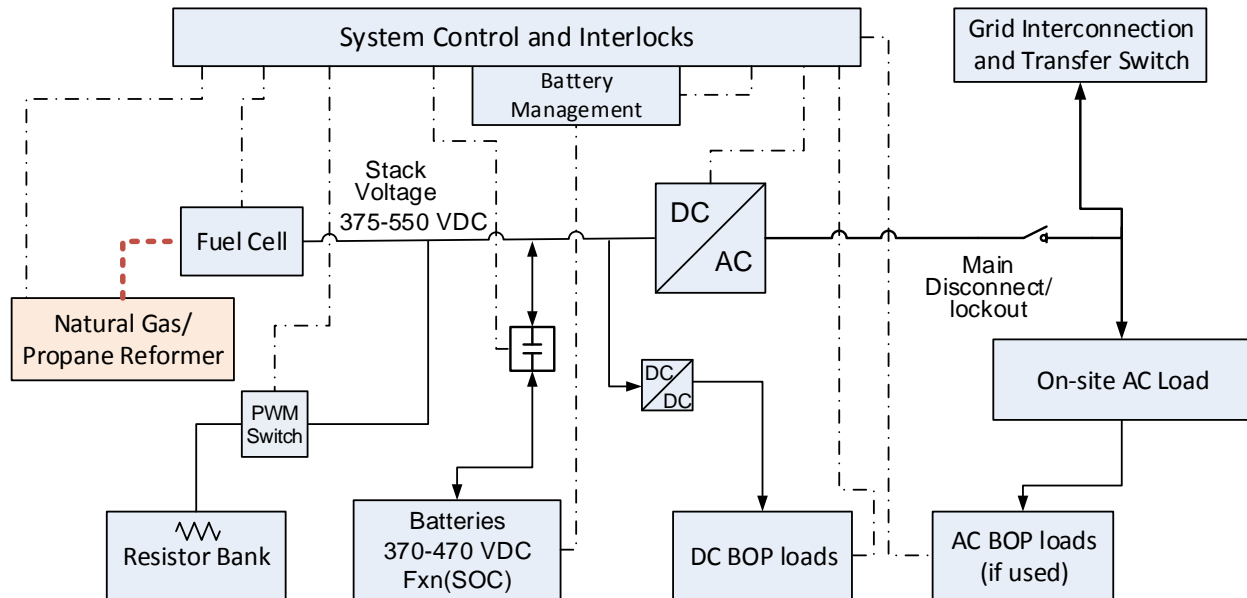 System Control and Interlocks
Grid Interconnection
and Transfer Switch
Battery
Management
Stack
Voltage
375-550 VDC
Fuel Cell
DC
AC
Main
Disconnect/
lockout
Natural Gas/
Propane Reformer
DC
DC
On-site AC Load
PWM
Switch
Resistor Bank
Batteries
370-470 VDC
Fxn(SOC)
DC BOP loads
AC BOP loads
(if used)